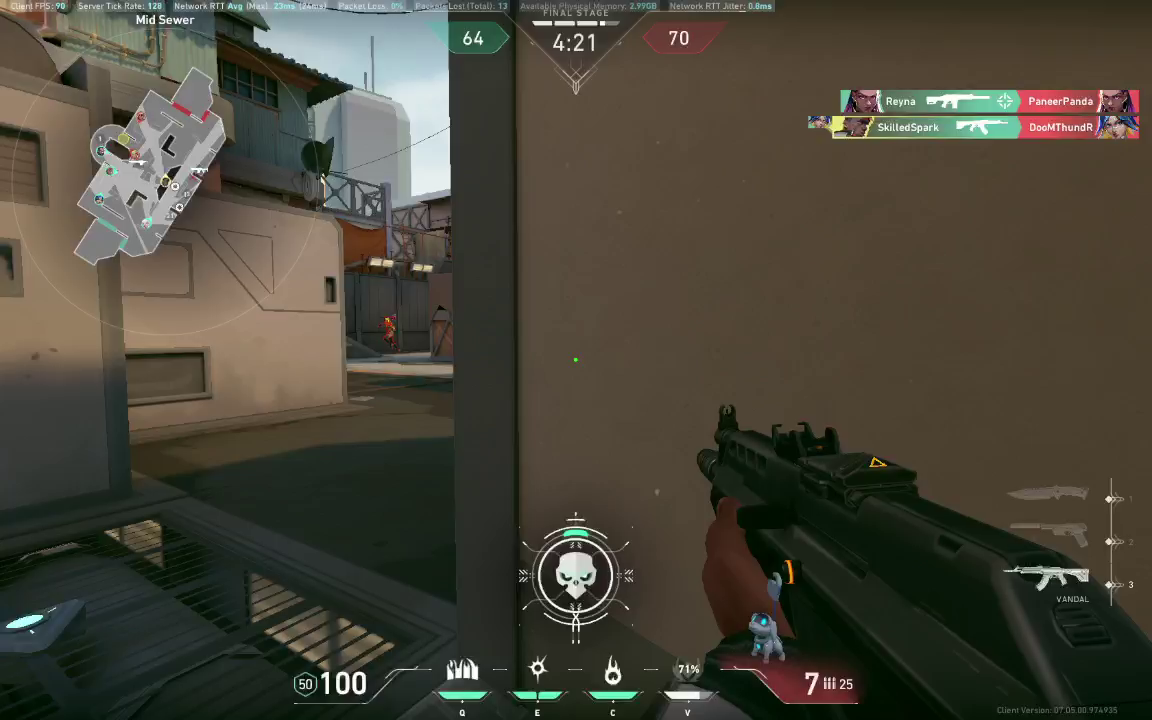 Client FPS: 90 Server Tick Rate: 128 Network RTT Avg (Max): 23ms (24ms) Packet Loss: 0% Packets Lost (Total): 13 Available Physical Memory: 2.99GB Network RTT Jitter: 0.8ms
Mid Sewer
FINAL STAGE
64 4:21 70
Reyna PaneerPanda
SkilledSpark DooMThundR
1
2
3
VANDAL
50 100
71%
7 25
Q E C V
Client Version: 07.05.00.974935